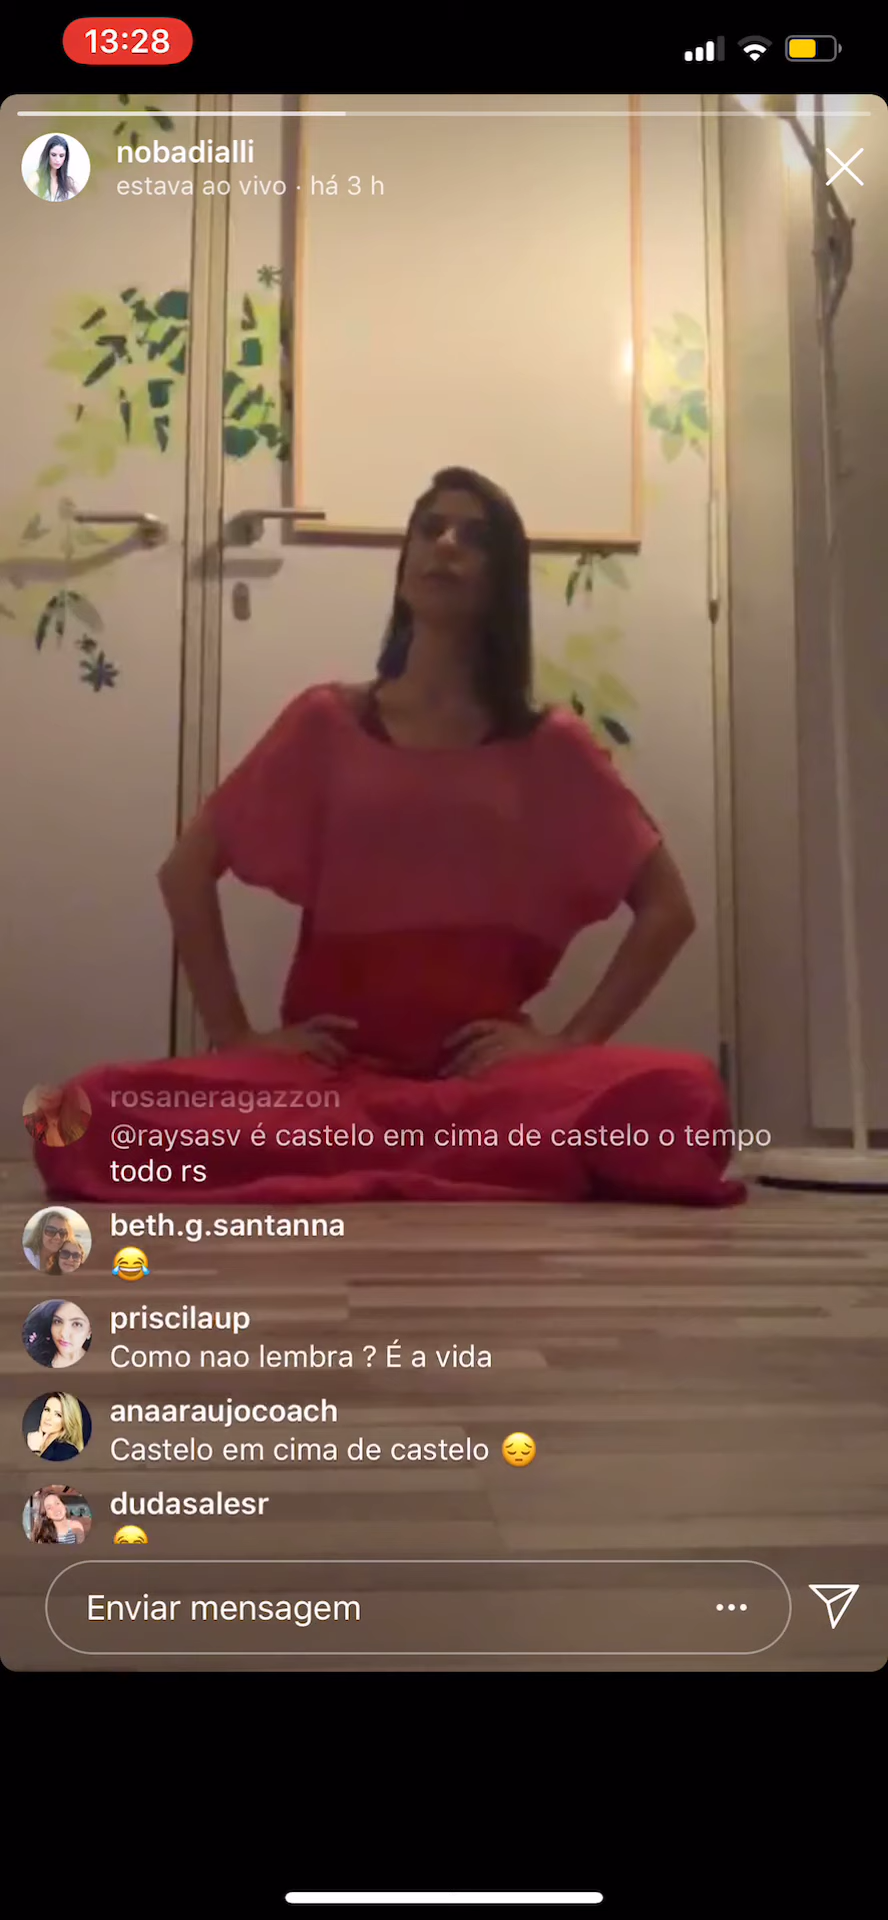 13:28
nobadialli
estava ao vivo · há 3 h
rosaneragazzon
@raysasv é castelo em cima de castelo o tempo
todo rs
beth.g.santanna
😂
priscilaup
Como nao lembra ? É a vida
anaaraujocoach
Castelo em cima de castelo 😔
dudasalesr
Enviar mensagem